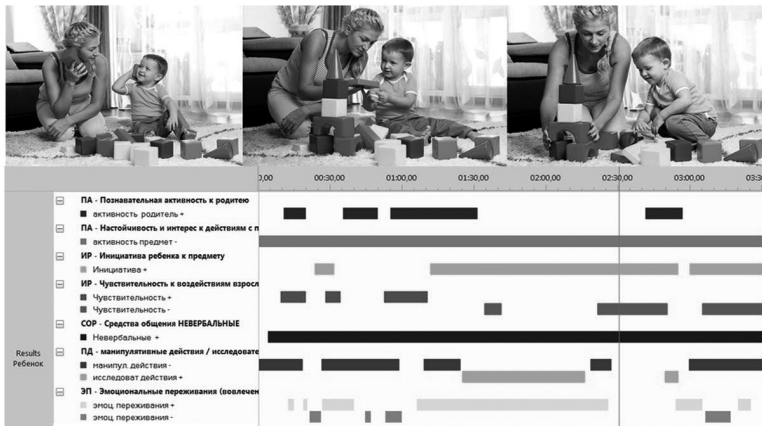 0,00 00:30,00 01:00,00 01:30,00 02:00,00 02:30,00 03:00,00 03:30
ПА - Познавательная активность к родитею
активность родитель +
ПА - Настойчивость и интерес к действиям с п
активность предмет -
ИР - Инициатива ребенка к предмету
Инициатива +
ИР - Чувствительность к воздействиям взросл
Чувствительность +
Чувствительность -
СОР - Средства общения НЕВЕРБАЛЬНЫЕ
Невербальные +
Results
Ребенок
ПД - манипулятивные действия / исследовате
манипул. действия -
исследоват действия +
ЭП - Эмоциональные переживания (вовлечен
эмоц. переживания +
эмоц. переживания -